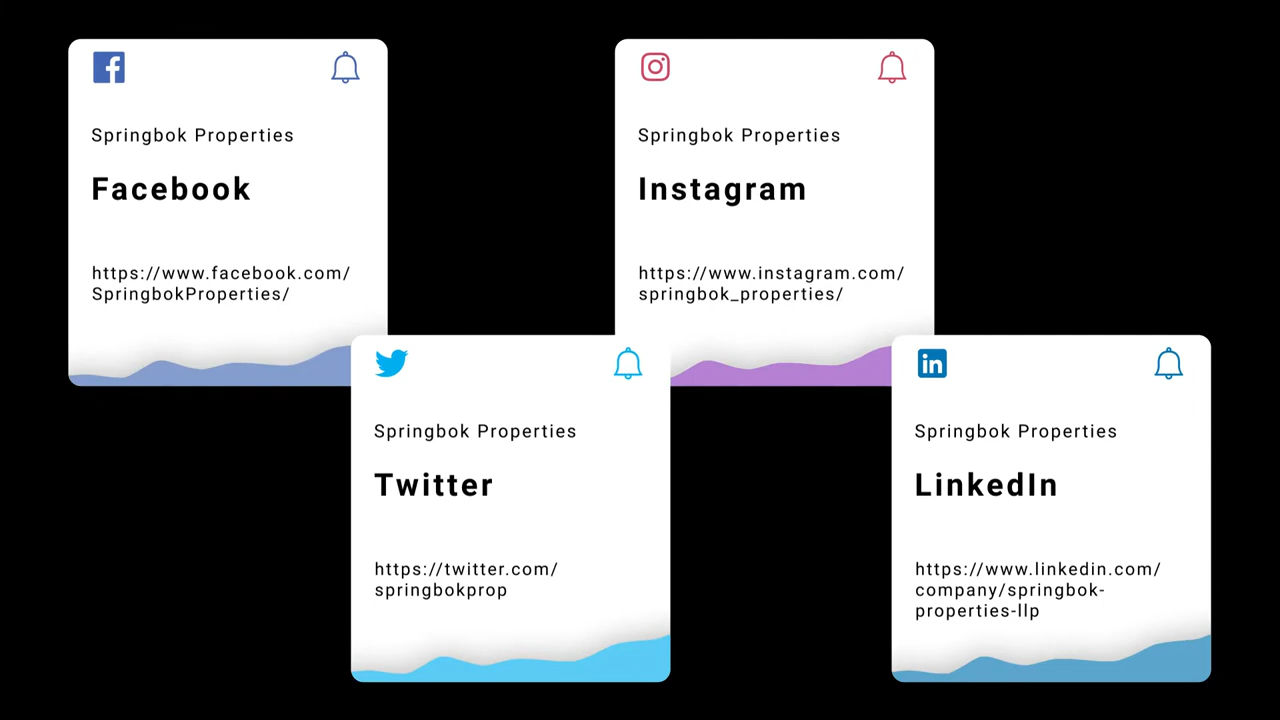 Springbok Properties
Facebook
https://www.facebook.com/
SpringbokProperties/
Springbok Properties
Instagram
https://www.instagram.com/
springbok_properties/
Springbok Properties
Twitter
https://twitter.com/
springbokprop
Springbok Properties
LinkedIn
https://www.linkedin.com/
company/springbok-
properties-llp